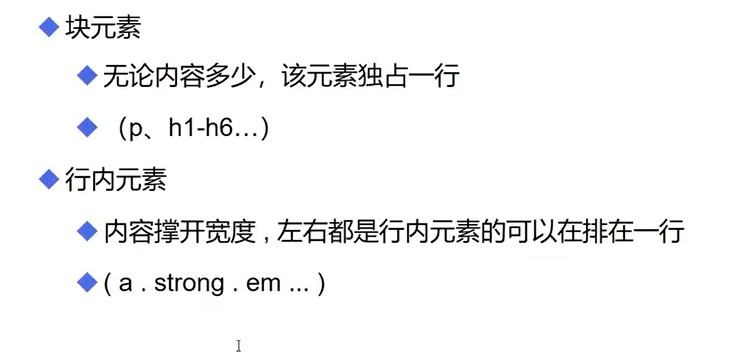 块元素
无论内容多少，该元素独占一行
（p、h1-h6…）
行内元素
内容撑开宽度 , 左右都是行内元素的可以在排在一行
( a . strong . em ... )